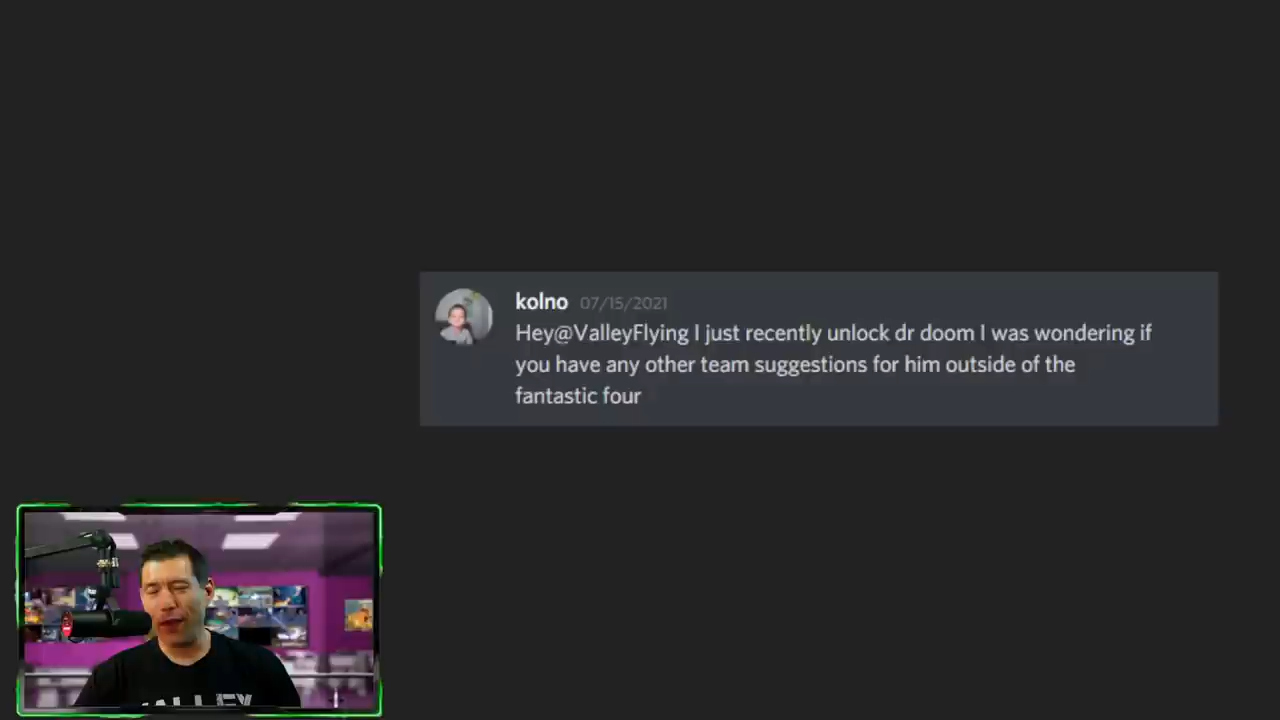 kolno 07/15/2021
Hey@ValleyFlying I just recently unlock dr doom I was wondering if
you have any other team suggestions for him outside of the
fantastic four
VALLEY